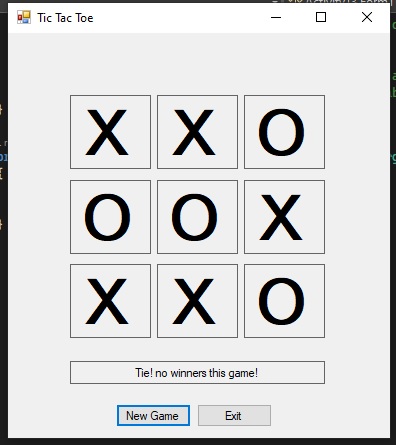 Tic Tac Toe
X X O
O O X
X X O
Tie! no winners this game!
New Game Exit